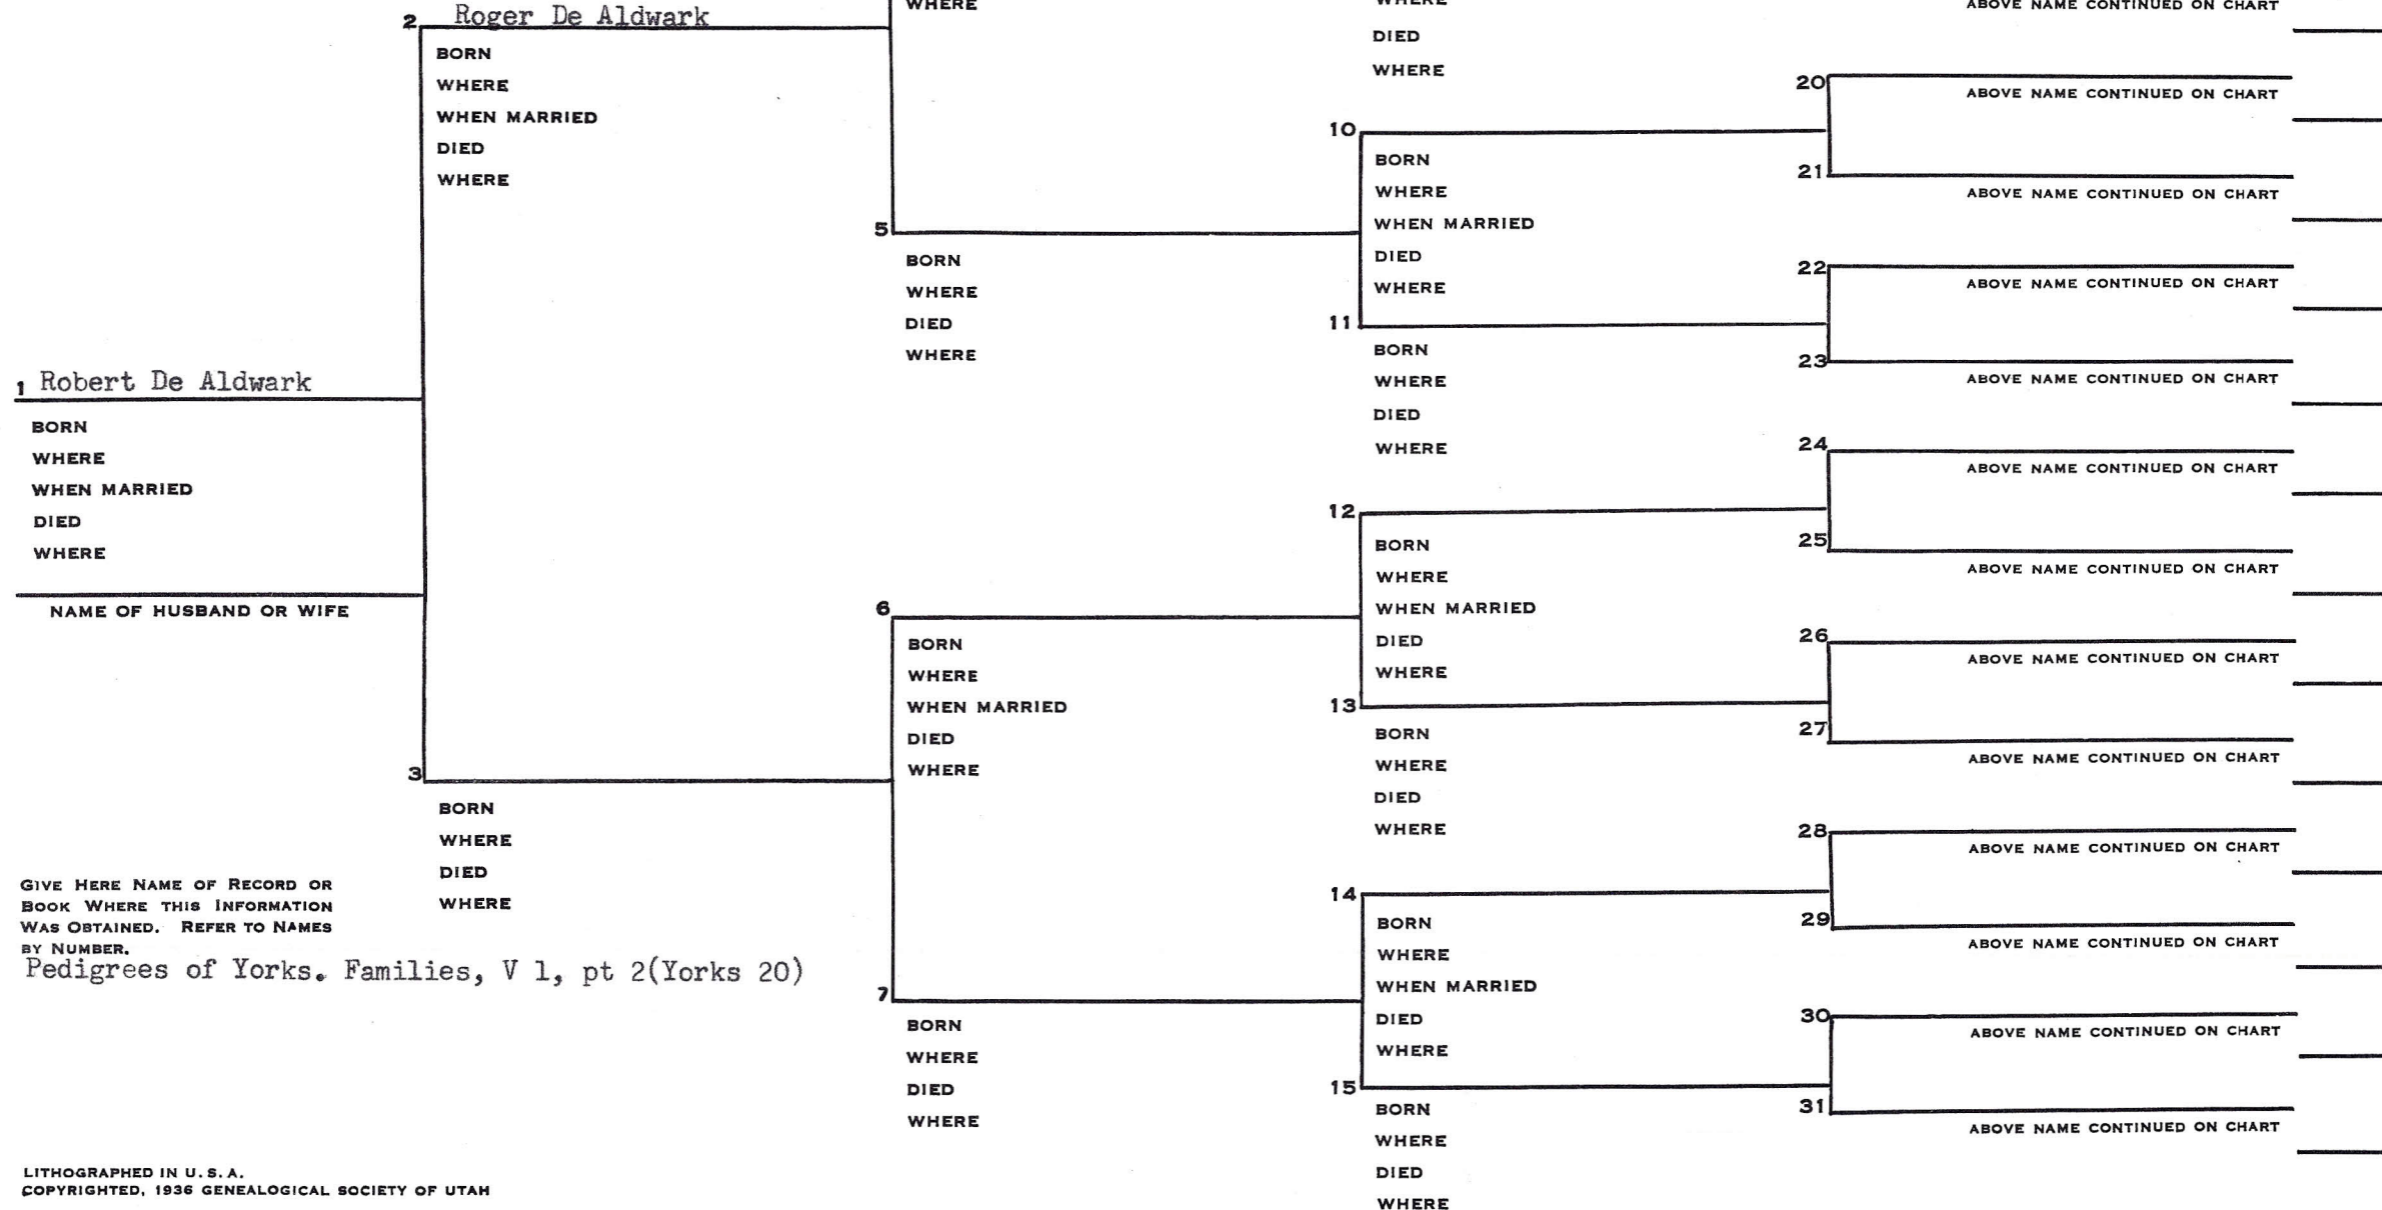 2 Roger De Aldwark
BORN
WHERE
WHEN MARRIED
DIED
WHERE
1 Robert De Aldwark
BORN
WHERE
WHEN MARRIED
DIED
WHERE
NAME OF HUSBAND OR WIFE
3
BORN
WHERE
DIED
WHERE
GIVE HERE NAME OF RECORD OR
BOOK WHERE THIS INFORMATION
WAS OBTAINED. REFER TO NAMES
BY NUMBER.
Pedigrees of Yorks. Families, V 1, pt 2(Yorks 20)
LITHOGRAPHED IN U.S.A.
COPYRIGHTED, 1936 GENEALOGICAL SOCIETY OF UTAH
WHERE
5
BORN
WHERE
DIED
WHERE
6
BORN
WHERE
WHEN MARRIED
DIED
WHERE
7
BORN
WHERE
DIED
WHERE
WHERE
DIED
WHERE
10
BORN
WHERE
WHEN MARRIED
DIED
WHERE
11
BORN
WHERE
DIED
WHERE
12
BORN
WHERE
WHEN MARRIED
DIED
WHERE
13
BORN
WHERE
DIED
WHERE
14
BORN
WHERE
WHEN MARRIED
DIED
WHERE
15
BORN
WHERE
DIED
WHERE
ABOVE NAME CONTINUED ON CHART
20
ABOVE NAME CONTINUED ON CHART
21
ABOVE NAME CONTINUED ON CHART
22
ABOVE NAME CONTINUED ON CHART
23
ABOVE NAME CONTINUED ON CHART
24
ABOVE NAME CONTINUED ON CHART
25
ABOVE NAME CONTINUED ON CHART
26
ABOVE NAME CONTINUED ON CHART
27
ABOVE NAME CONTINUED ON CHART
28
ABOVE NAME CONTINUED ON CHART
29
ABOVE NAME CONTINUED ON CHART
30
ABOVE NAME CONTINUED ON CHART
31
ABOVE NAME CONTINUED ON CHART